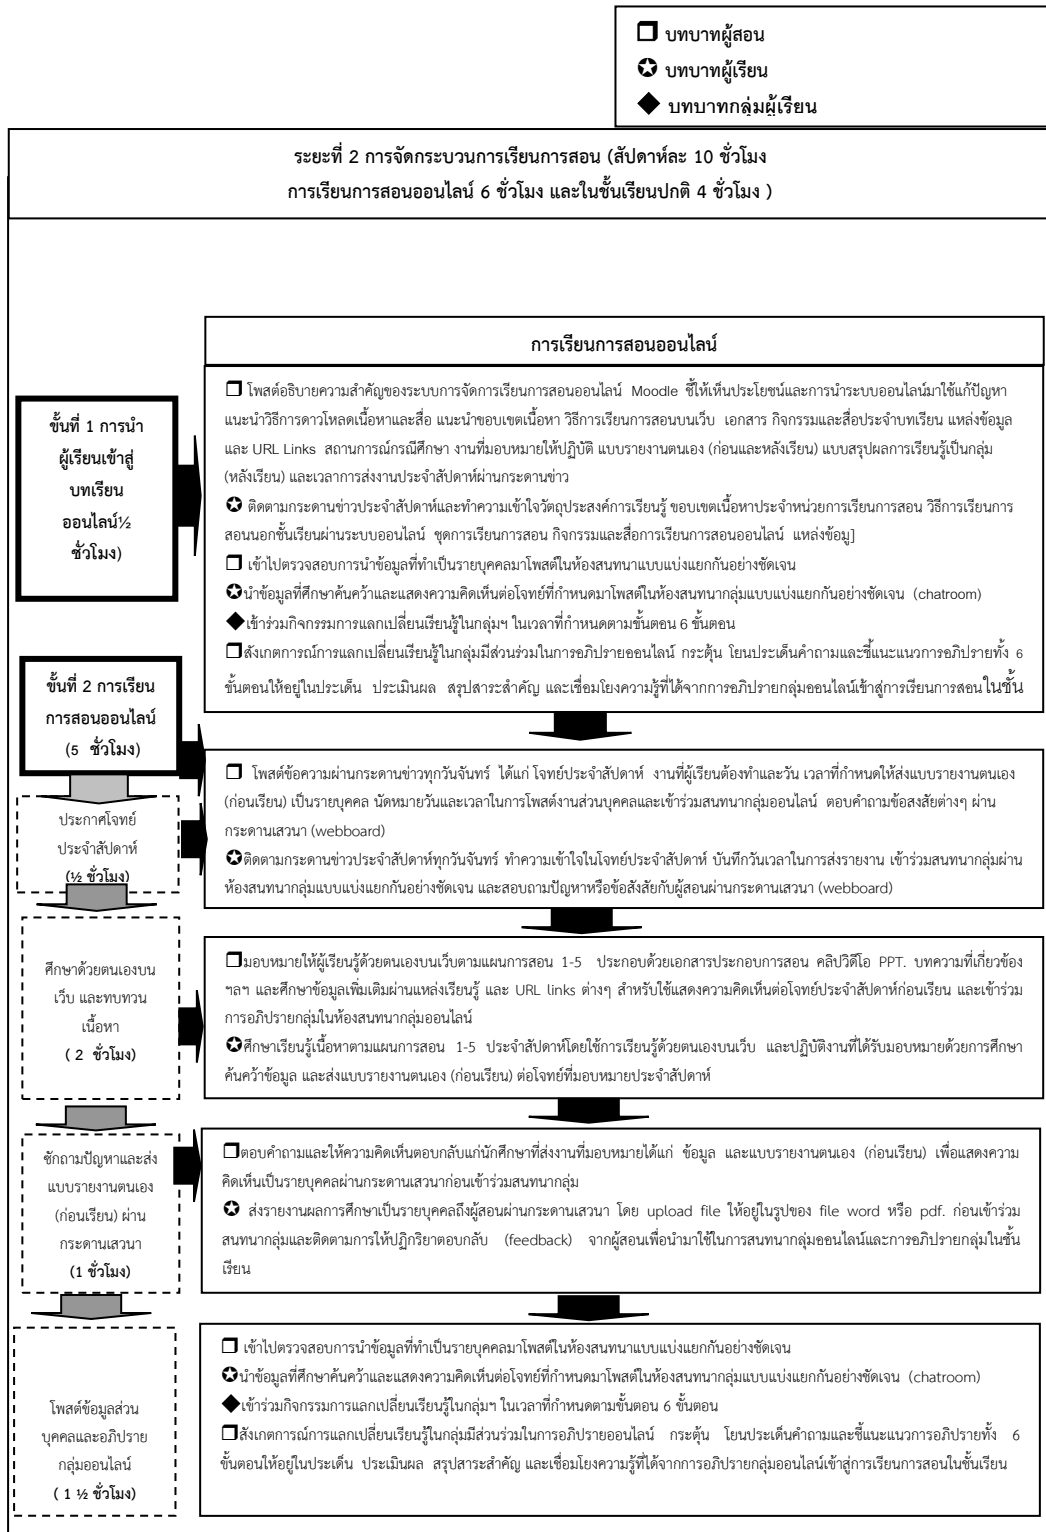 ❒ บทบาทผู้สอน
✪ บทบาทผู้เรียน
◆ บทบาทกลุ่มผู้เรียน
ระยะที่ 2 การจัดกระบวนการเรียนการสอน (สัปดาห์ละ 10 ชั่วโมง
การเรียนการสอนออนไลน์ 6 ชั่วโมง และในชั้นเรียนปกติ 4 ชั่วโมง )
การเรียนการสอนออนไลน์
ขั้นที่ 1 การนำ
ผู้เรียนเข้าสู่
บทเรียน
ออนไลน์½
ชั่วโมง)
❒ โพสต์อธิบายความสำคัญของระบบการจัดการเรียนการสอนออนไลน์ Moodle ชี้ให้เห็นประโยชน์และการนำระบบออนไลน์มาใช้แก้ปัญหา
แนะนำวิธีการดาวโหลดเนื้อหาและสื่อ แนะนำขอบเขตเนื้อหา วิธีการเรียนการสอนบนเว็บ เอกสาร กิจกรรมและสื่อประจำบทเรียน แหล่งข้อมูล
และ URL Links สถานการณ์กรณีศึกษา งานที่มอบหมายให้ปฏิบัติ แบบรายงานตนเอง (ก่อนและหลังเรียน) แบบสรุปผลการเรียนรู้เป็นกลุ่ม
(หลังเรียน) และเวลาการส่งงานประจำสัปดาห์ผ่านกระดานข่าว
✪ ติดตามกระดานข่าวประจำสัปดาห์และทำความเข้าใจวัตถุประสงค์การเรียนรู้ ขอบเขตเนื้อหาประจำหน่วยการเรียนการสอน วิธีการเรียนการ
สอนนอกชั้นเรียนผ่านระบบออนไลน์ ชุดการเรียนการสอน กิจกรรมและสื่อการเรียนการสอนออนไลน์ แหล่งข้อมู]
❒ เข้าไปตรวจสอบการนำข้อมูลที่ทำเป็นรายบุคคลมาโพสต์ในห้องสนทนาแบบแบ่งแยกกันอย่างชัดเจน
✪นำข้อมูลที่ศึกษาค้นคว้าและแสดงความคิดเห็นต่อโจทย์ที่กำหนดมาโพสต์ในห้องสนทนากลุ่มแบบแบ่งแยกกันอย่างชัดเจน (chatroom)
◆เข้าร่วมกิจกรรมการแลกเปลี่ยนเรียนรู้ในกลุ่มฯ ในเวลาที่กำหนดตามขั้นตอน 6 ขั้นตอน
❒สังเกตการณ์การแลกเปลี่ยนเรียนรู้ในกลุ่มมีส่วนร่วมในการอภิปรายออนไลน์ กระตุ้น โยนประเด็นคำถามและชี้แนะแนวการอภิปรายทั้ง 6
ขั้นตอนให้อยู่ในประเด็น ประเมินผล สรุปสาระสำคัญ และเชื่อมโยงความรู้ที่ได้จากการอภิปรายกลุ่มออนไลน์เข้าสู่การเรียนการสอนในชั้น
ขั้นที่ 2 การเรียน
การสอนออนไลน์
(5 ชั่วโมง)
ประกาศโจทย์
ประจำสัปดาห์
(½ ชั่วโมง)
❒ โพสต์ข้อความผ่านกระดานข่าวทุกวันจันทร์ ได้แก่ โจทย์ประจำสัปดาห์ งานที่ผู้เรียนต้องทำและวัน เวลาที่กำหนดให้ส่งแบบรายงานตนเอง
(ก่อนเรียน) เป็นรายบุคคล นัดหมายวันและเวลาในการโพสต์งานส่วนบุคคลและเข้าร่วมสนทนากลุ่มออนไลน์ ตอบคำถามข้อสงสัยต่างๆ ผ่าน
กระดานเสวนา (webboard)
✪ติดตามกระดานข่าวประจำสัปดาห์ทุกวันจันทร์ ทำความเข้าใจในโจทย์ประจำสัปดาห์ บันทึกวันเวลาในการส่งรายงาน เข้าร่วมสนทนากลุ่มผ่าน
ห้องสนทนากลุ่มแบบแบ่งแยกกันอย่างชัดเจน และสอบถามปัญหาหรือข้อสังสัยกับผู้สอนผ่านกระดานเสวนา (webboard)
ศึกษาด้วยตนเองบน
เว็บ และทบทวน
เนื้อหา
( 2 ชั่วโมง)
❒มอบหมายให้ผู้เรียนรู้ด้วยตนเองบนเว็บตามแผนการสอน 1-5 ประกอบด้วยเอกสารประกอบการสอน คลิปวิดีโอ PPT. บทความที่เกี่ยวข้อง
ฯลฯ และศึกษาข้อมูลเพิ่มเติมผ่านแหล่งเรียนรู้ และ URL links ต่างๆ สำหรับใช้แสดงความคิดเห็นต่อโจทย์ประจำสัปดาห์ก่อนเรียน และเข้าร่วม
การอภิปรายกลุ่มในห้องสนทนากลุ่มออนไลน์
✪ศึกษาเรียนรู้เนื้อหาตามแผนการสอน 1-5 ประจำสัปดาห์โดยใช้การเรียนรู้ด้วยตนเองบนเว็บ และปฏิบัติงานที่ได้รับมอบหมายด้วยการศึกษา
ค้นคว้าข้อมูล และส่งแบบรายงานตนเอง (ก่อนเรียน) ต่อโจทย์ที่มอบหมายประจำสัปดาห์
ซักถามปัญหาและส่ง
แบบรายงานตนเอง
(ก่อนเรียน) ผ่าน
กระดานเสวนา
(1 ชั่วโมง)
❒ตอบคำถามและให้ความคิดเห็นตอบกลับแก่นักศึกษาที่ส่งงานที่มอบหมายได้แก่ ข้อมูล และแบบรายงานตนเอง (ก่อนเรียน) เพื่อแสดงความ
คิดเห็นเป็นรายบุคคลผ่านกระดานเสวนาก่อนเข้าร่วมสนทนากลุ่ม
✪ ส่งรายงานผลการศึกษาเป็นรายบุคคลถึงผู้สอนผ่านกระดานเสวนา โดย upload file ให้อยู่ในรูปของ file word หรือ pdf. ก่อนเข้าร่วม
สนทนากลุ่มและติดตามการให้ปฏิกริยาตอบกลับ (feedback) จากผู้สอนเพื่อนำมาใช้ในการสนทนากลุ่มออนไลน์และการอภิปรายกลุ่มในชั้น
เรียน
โพสต์ข้อมูลส่วน
บุคคลและอภิปราย
กลุ่มออนไลน์
( 1 ½ ชั่วโมง)
❒ เข้าไปตรวจสอบการนำข้อมูลที่ทำเป็นรายบุคคลมาโพสต์ในห้องสนทนาแบบแบ่งแยกกันอย่างชัดเจน
✪นำข้อมูลที่ศึกษาค้นคว้าและแสดงความคิดเห็นต่อโจทย์ที่กำหนดมาโพสต์ในห้องสนทนากลุ่มแบบแบ่งแยกกันอย่างชัดเจน (chatroom)
◆เข้าร่วมกิจกรรมการแลกเปลี่ยนเรียนรู้ในกลุ่มฯ ในเวลาที่กำหนดตามขั้นตอน 6 ขั้นตอน
❒สังเกตการณ์การแลกเปลี่ยนเรียนรู้ในกลุ่มมีส่วนร่วมในการอภิปรายออนไลน์ กระตุ้น โยนประเด็นคำถามและชี้แนะแนวการอภิปรายทั้ง 6
ขั้นตอนให้อยู่ในประเด็น ประเมินผล สรุปสาระสำคัญ และเชื่อมโยงความรู้ที่ได้จากการอภิปรายกลุ่มออนไลน์เข้าสู่การเรียนการสอนในชั้นเรียน